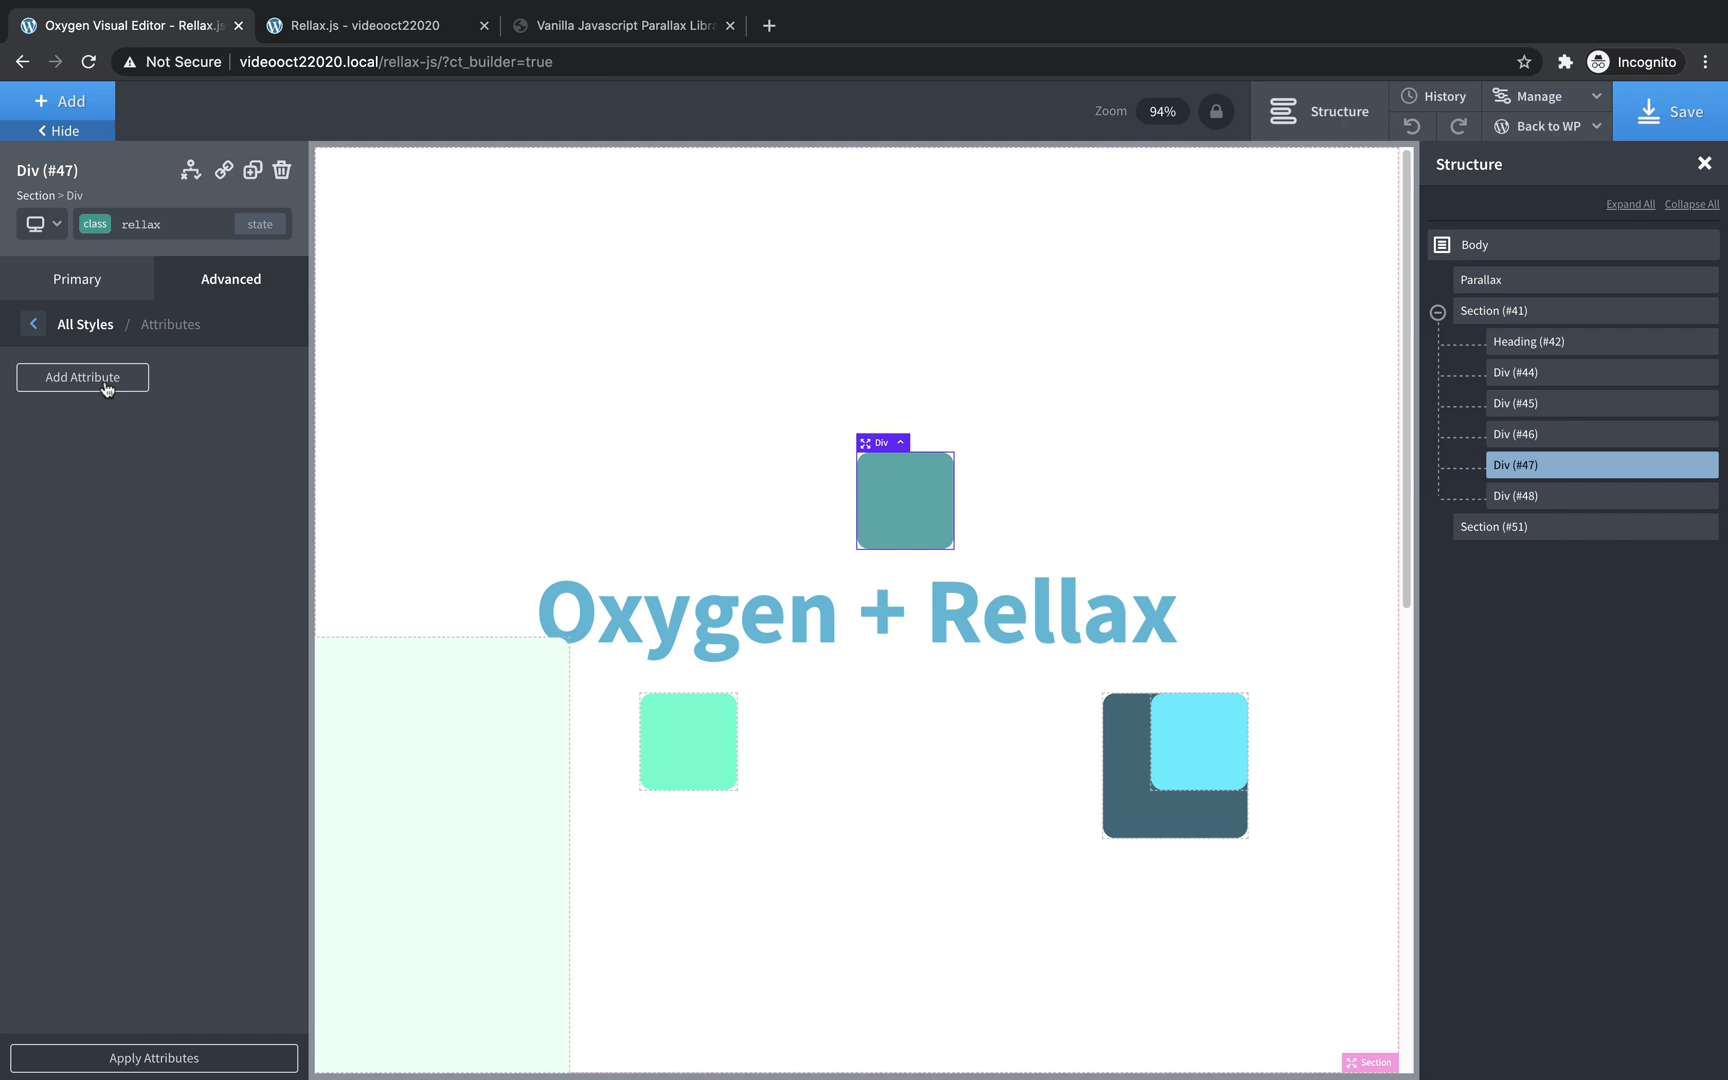 Oxygen Visual Editor - Rellax.js
Rellax.js - videooct22020
Vanilla Javascript Parallax Libra
Not Secure
videooct22020.local/rellax-js/?ct_builder=true
Incognito
+ Add
Hide
Zoom
94%
Structure
History
Manage
Back to WP
Save
Div (#47)
Section > Div
class
rellax
state
Primary
Advanced
All Styles / Attributes
Add Attribute
Apply Attributes
Div
Oxygen + Rellax
Section
Structure
Expand All
Collapse All
Body
Parallax
Section (#41)
Heading (#42)
Div (#44)
Div (#45)
Div (#46)
Div (#47)
Div (#48)
Section (#51)